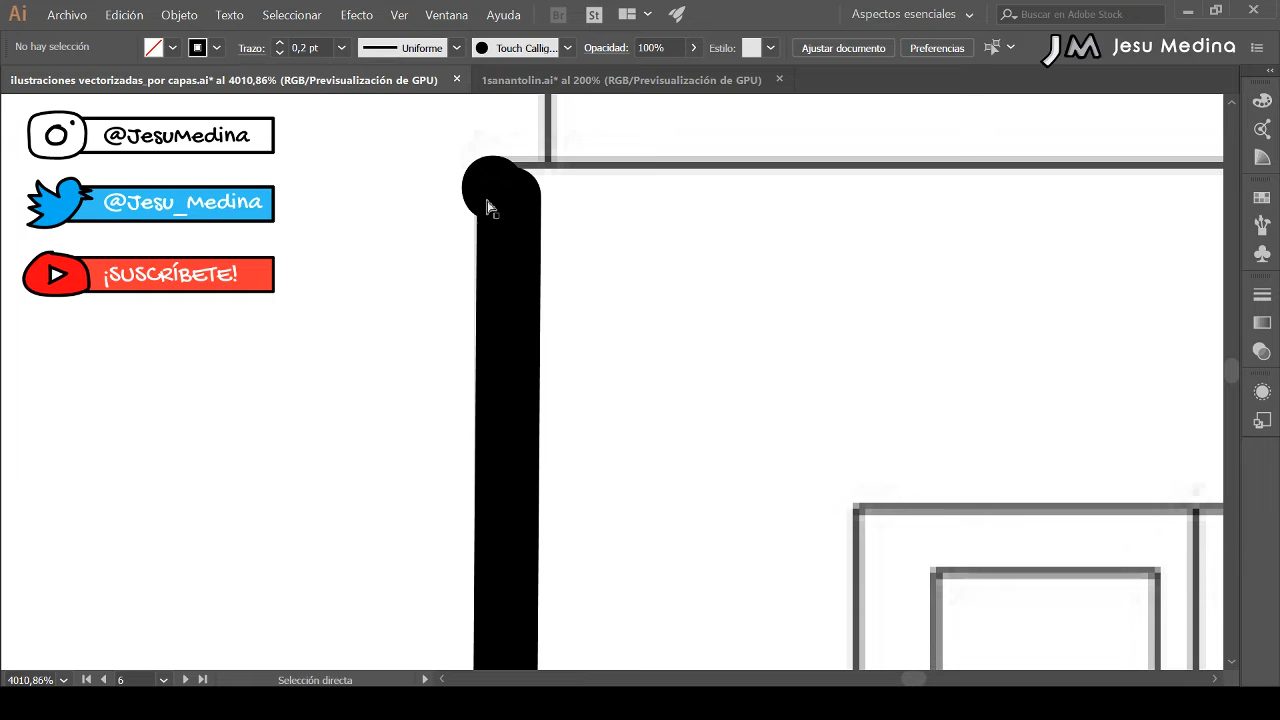 Ai Archivo Edición Objeto Texto Seleccionar Efecto Ver Ventana Ayuda Br St Aspectos esenciales Buscar en Adobe Stock
No hay selección Trazo: 0,2 pt Uniforme Touch Callig... Opacidad: 100% Estilo: Ajustar documento Preferencias JM Jesu Medina
ilustraciones vectorizadas_por capas.ai* al 4010,86% (RGB/Previsualización de GPU) × 1sanantolin.ai* al 200% (RGB/Previsualización de GPU) ×
@JesuMedina
@Jesu_Medina
¡SUSCRÍBETE!
4010,86% 6 Selección directa